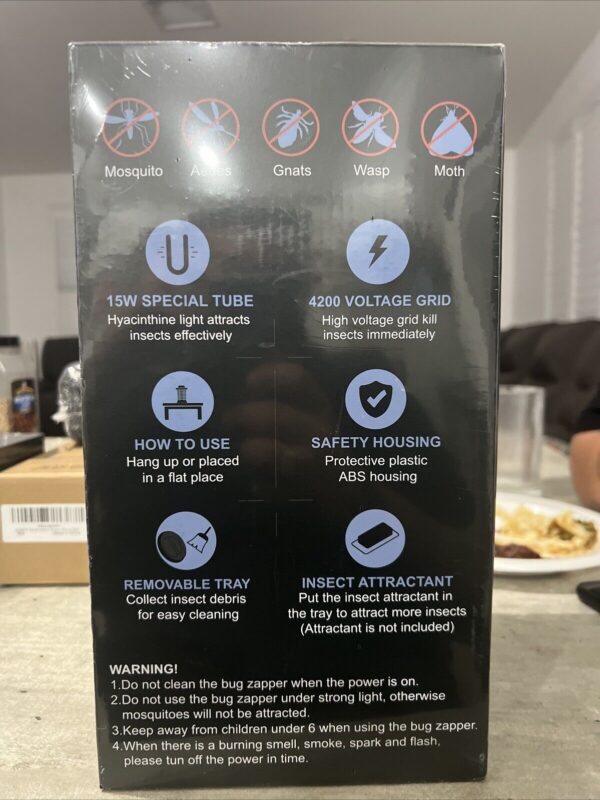 Mosquito
Gnats
Wasp
Moth
15W SPECIAL TUBE
Hyacinthine light attracts
insects effectively
4200 VOLTAGE GRID
High voltage grid kill
insects immediately
HOW TO USE
Hang up or placed
in a flat place
SAFETY HOUSING
Protective plastic
ABS housing
REMOVABLE TRAY
Collect insect debris
for easy cleaning
INSECT ATTRACTANT
Put the insect attractant in
the tray to attract more insects
(Attractant is not included)
WARNING!
1.Do not clean the bug zapper when the power is on.
2.Do not use the bug zapper under strong light, otherwise
mosquitoes will not be attracted.
3.Keep away from children under 6 when using the bug zapper.
4.When there is a burning smell, smoke, spark and flash,
please tun off the power in time.